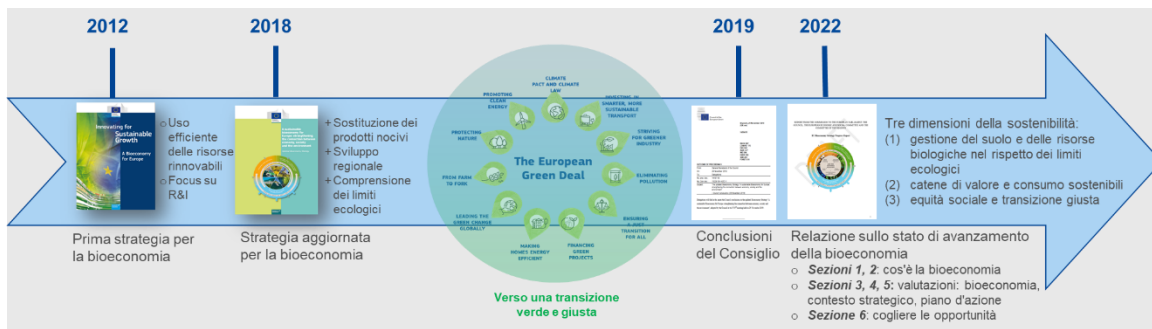 2012
2018
2019
2022
Innovating for
Sustainable
Growth
A Bioeconomy
for Europe
o Uso
efficiente
delle risorse
rinnovabili
o Focus su
R&I
Prima strategia per
la bioeconomia
+ Sostituzione dei
prodotti nocivi
+ Sviluppo
regionale
+ Comprensione
dei limiti
ecologici
Strategia aggiornata
per la bioeconomia
CLIMATE
PACT AND CLIMATE
LAW
PROMOTING
CLEAN
ENERGY
INVESTING IN
SMARTER, MORE
SUSTAINABLE
TRANSPORT
PROTECTING
NATURE
STRIVING
FOR GREENER
INDUSTRY
The European
Green Deal
FROM FARM
TO FORK
ELIMINATING
POLLUTION
LEADING THE
GREEN CHANGE
GLOBALLY
ENSURING
A JUST
TRANSITION
FOR ALL
MAKING
HOMES ENERGY
EFFICIENT
FINANCING
GREEN
PROJECTS
Verso una transizione
verde e giusta
Conclusioni
del Consiglio
Tre dimensioni della sostenibilità:
(1) gestione del suolo e delle risorse
biologiche nel rispetto dei limiti
ecologici
(2) catene di valore e consumo sostenibili
(3) equità sociale e transizione giusta
Relazione sullo stato di avanzamento
della bioeconomia
o Sezioni 1, 2: cos'è la bioeconomia
o Sezioni 3, 4, 5: valutazioni: bioeconomia,
contesto strategico, piano d'azione
o Sezione 6: cogliere le opportunità